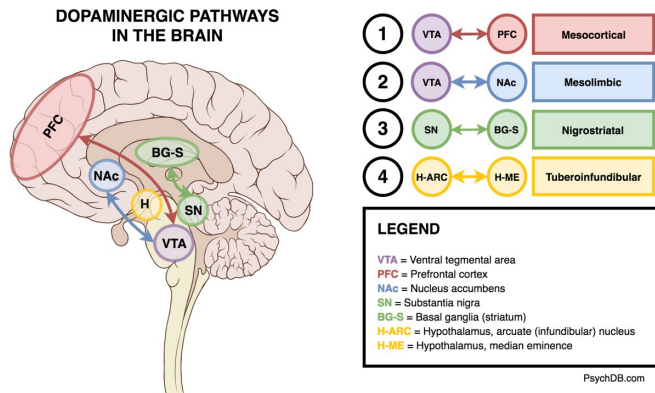 DOPAMINERGIC PATHWAYS
IN THE BRAIN
PFC
BG-S
NAc
H
SN
VTA
1 VTA PFC Mesocortical
2 VTA NAc Mesolimbic
3 SN BG-S Nigrostriatal
4 H-ARC H-ME Tuberoinfundibular
LEGEND
VTA = Ventral tegmental area
PFC = Prefrontal cortex
NAc = Nucleus accumbens
SN = Substantia nigra
BG-S = Basal ganglia (striatum)
H-ARC = Hypothalamus, arcuate (infundibular) nucleus
H-ME = Hypothalamus, median eminence
PsychDB.com